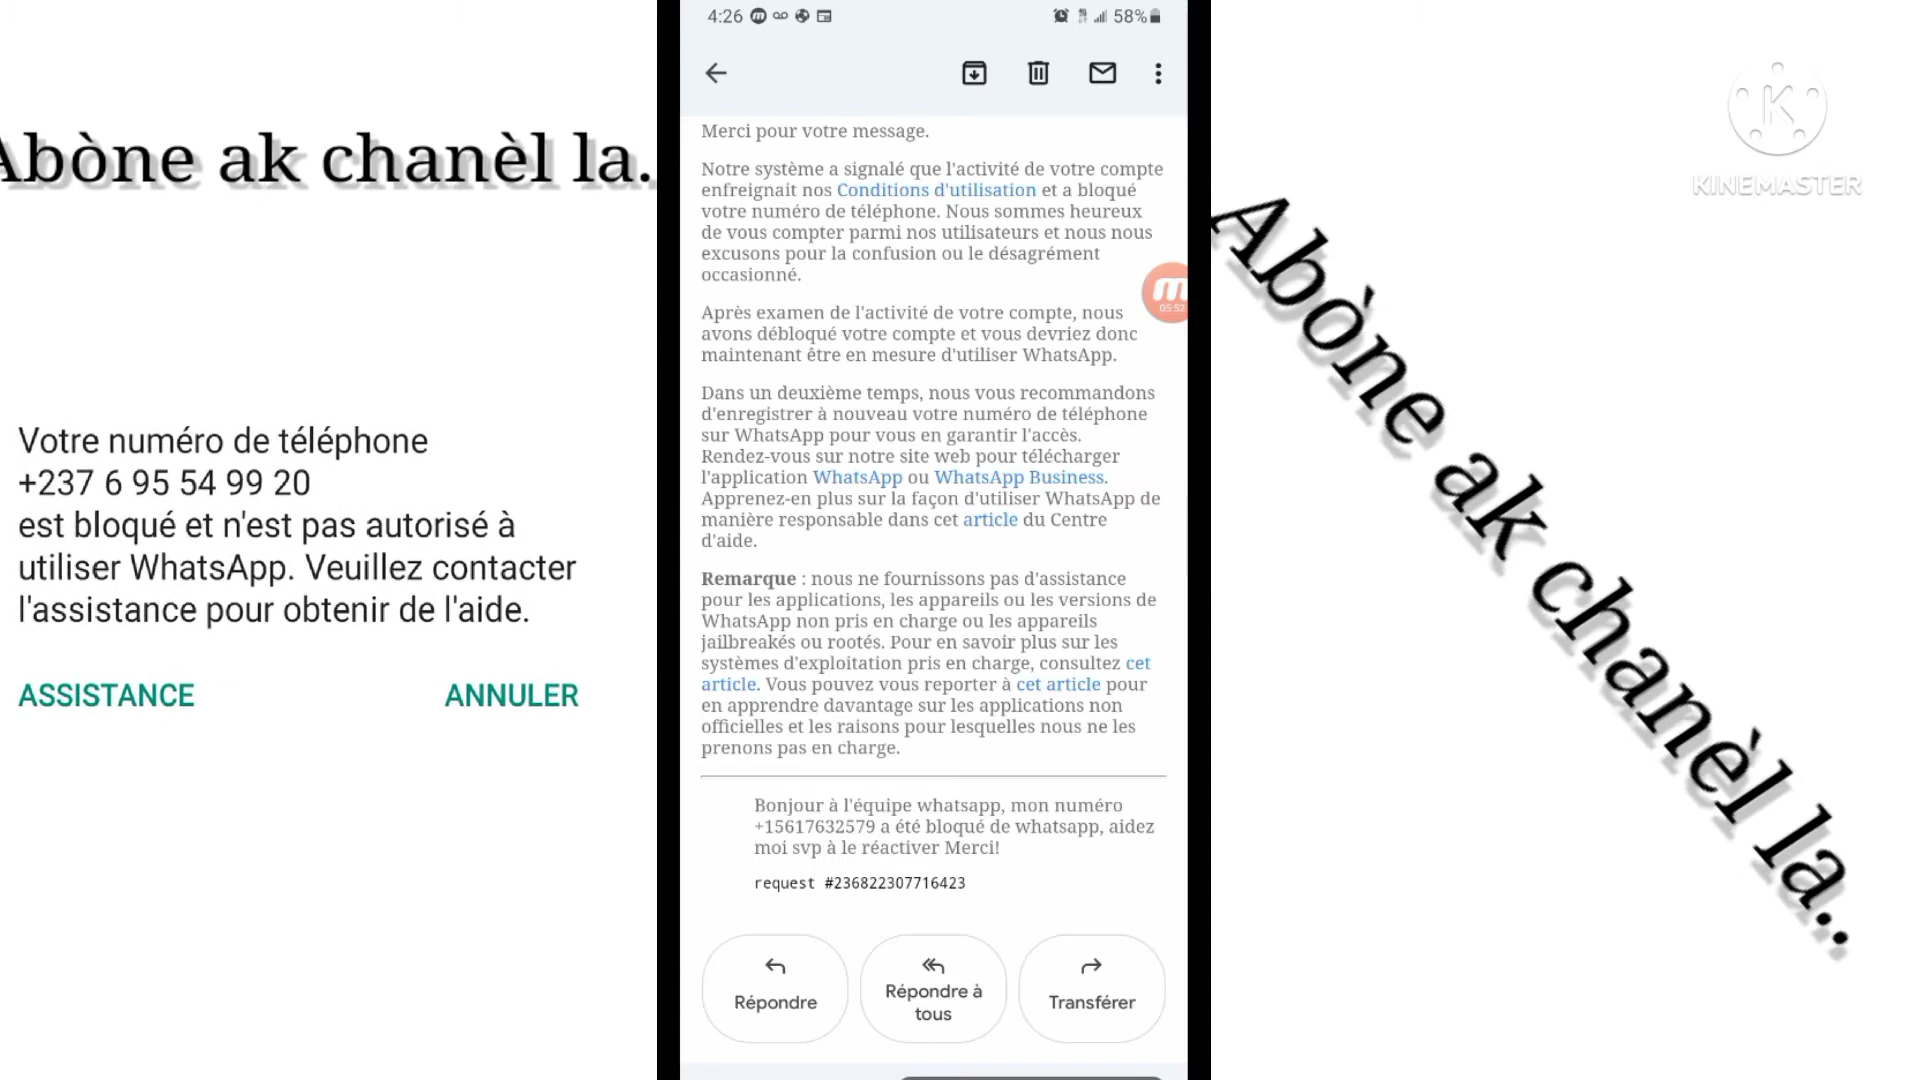 Abòne ak chanèl la.
Votre numéro de téléphone
+237 6 95 54 99 20
est bloqué et n'est pas autorisé à
utiliser WhatsApp. Veuillez contacter
l'assistance pour obtenir de l'aide.
ASSISTANCE
ANNULER
4:26
58%
Merci pour votre message.
Notre système a signalé que l'activité de votre compte
enfreignait nos Conditions d'utilisation et a bloqué
votre numéro de téléphone. Nous sommes heureux
de vous compter parmi nos utilisateurs et nous nous
excusons pour la confusion ou le désagrément
occasionné.
Après examen de l'activité de votre compte, nous
avons débloqué votre compte et vous devriez donc
maintenant être en mesure d'utiliser WhatsApp.
Dans un deuxième temps, nous vous recommandons
d'enregistrer à nouveau votre numéro de téléphone
sur WhatsApp pour vous en garantir l'accès.
Rendez-vous sur notre site web pour télécharger
l'application WhatsApp ou WhatsApp Business.
Apprenez-en plus sur la façon d'utiliser WhatsApp de
manière responsable dans cet article du Centre
d'aide.
Remarque : nous ne fournissons pas d'assistance
pour les applications, les appareils ou les versions de
WhatsApp non pris en charge ou les appareils
jailbreakés ou rootés. Pour en savoir plus sur les
systèmes d'exploitation pris en charge, consultez cet
article. Vous pouvez vous reporter à cet article pour
en apprendre davantage sur les applications non
officielles et les raisons pour lesquelles nous ne les
prenons pas en charge.
Bonjour à l'équipe whatsapp, mon numéro
+15617632579 a été bloqué de whatsapp, aidez
moi svp à le réactiver Merci!
request #236822307716423
Répondre
Répondre à
tous
Transférer
05:52
KINEMASTER
Abòne ak chanèl la..